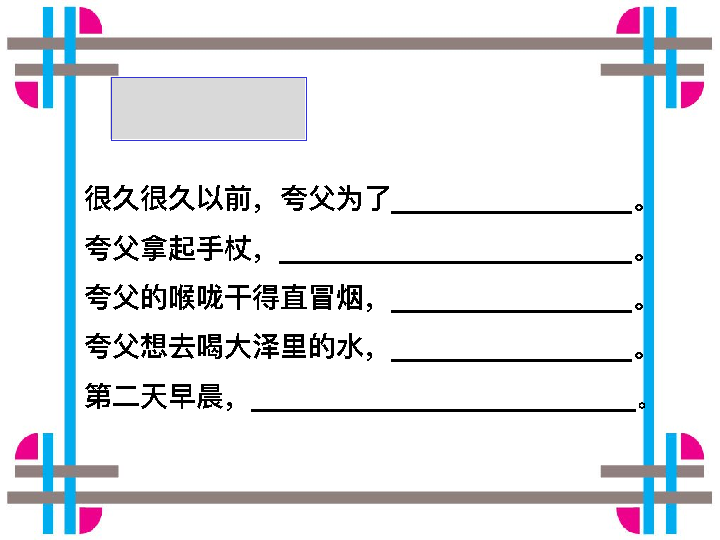 很久很久以前，夸父为了________________。
夸父拿起手杖，________________________。
夸父的喉咙干得直冒烟，________________。
夸父想去喝大泽里的水，________________。
第二天早晨，__________________________。